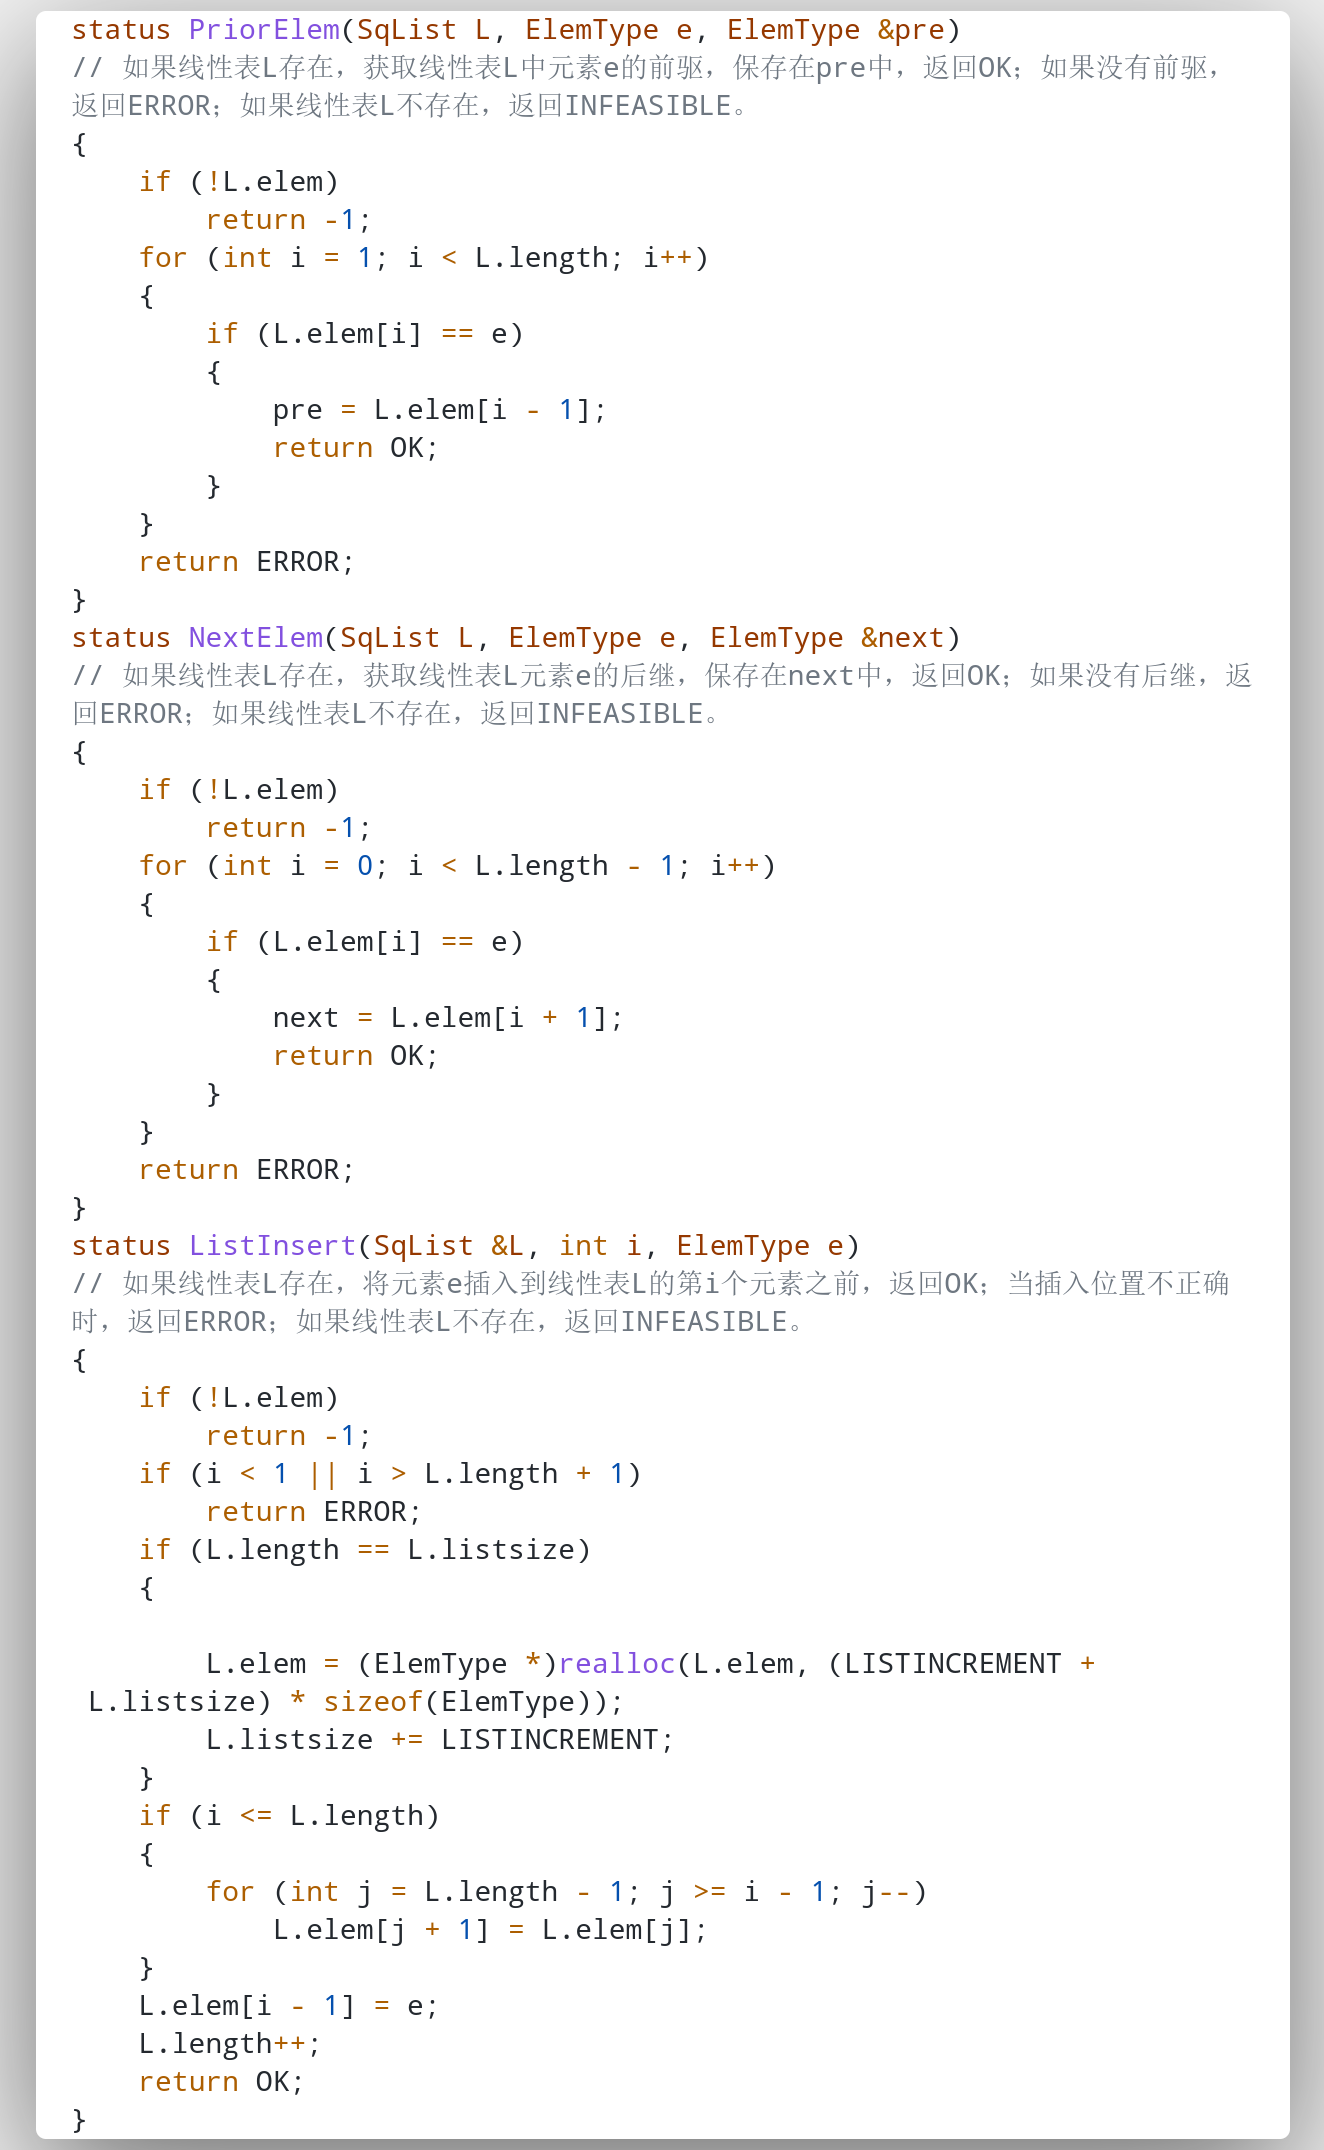 status PriorElem(SqList L, ElemType e, ElemType &pre)
// 如果线性表L存在，获取线性表L中元素e的前驱，保存在pre中，返回OK；如果没有前驱，
返回ERROR；如果线性表L不存在，返回INFEASIBLE。
{
    if (!L.elem)
        return -1;
    for (int i = 1; i < L.length; i++)
    {
        if (L.elem[i] == e)
        {
            pre = L.elem[i - 1];
            return OK;
        }
    }
    return ERROR;
}
status NextElem(SqList L, ElemType e, ElemType &next)
// 如果线性表L存在，获取线性表L元素e的后继，保存在next中，返回OK；如果没有后继，返
回ERROR；如果线性表L不存在，返回INFEASIBLE。
{
    if (!L.elem)
        return -1;
    for (int i = 0; i < L.length - 1; i++)
    {
        if (L.elem[i] == e)
        {
            next = L.elem[i + 1];
            return OK;
        }
    }
    return ERROR;
}
status ListInsert(SqList &L, int i, ElemType e)
// 如果线性表L存在，将元素e插入到线性表L的第i个元素之前，返回OK；当插入位置不正确
时，返回ERROR；如果线性表L不存在，返回INFEASIBLE。
{
    if (!L.elem)
        return -1;
    if (i < 1 || i > L.length + 1)
        return ERROR;
    if (L.length == L.listsize)
    {

        L.elem = (ElemType *)realloc(L.elem, (LISTINCREMENT +
 L.listsize) * sizeof(ElemType));
        L.listsize += LISTINCREMENT;
    }
    if (i <= L.length)
    {
        for (int j = L.length - 1; j >= i - 1; j--)
            L.elem[j + 1] = L.elem[j];
    }
    L.elem[i - 1] = e;
    L.length++;
    return OK;
}